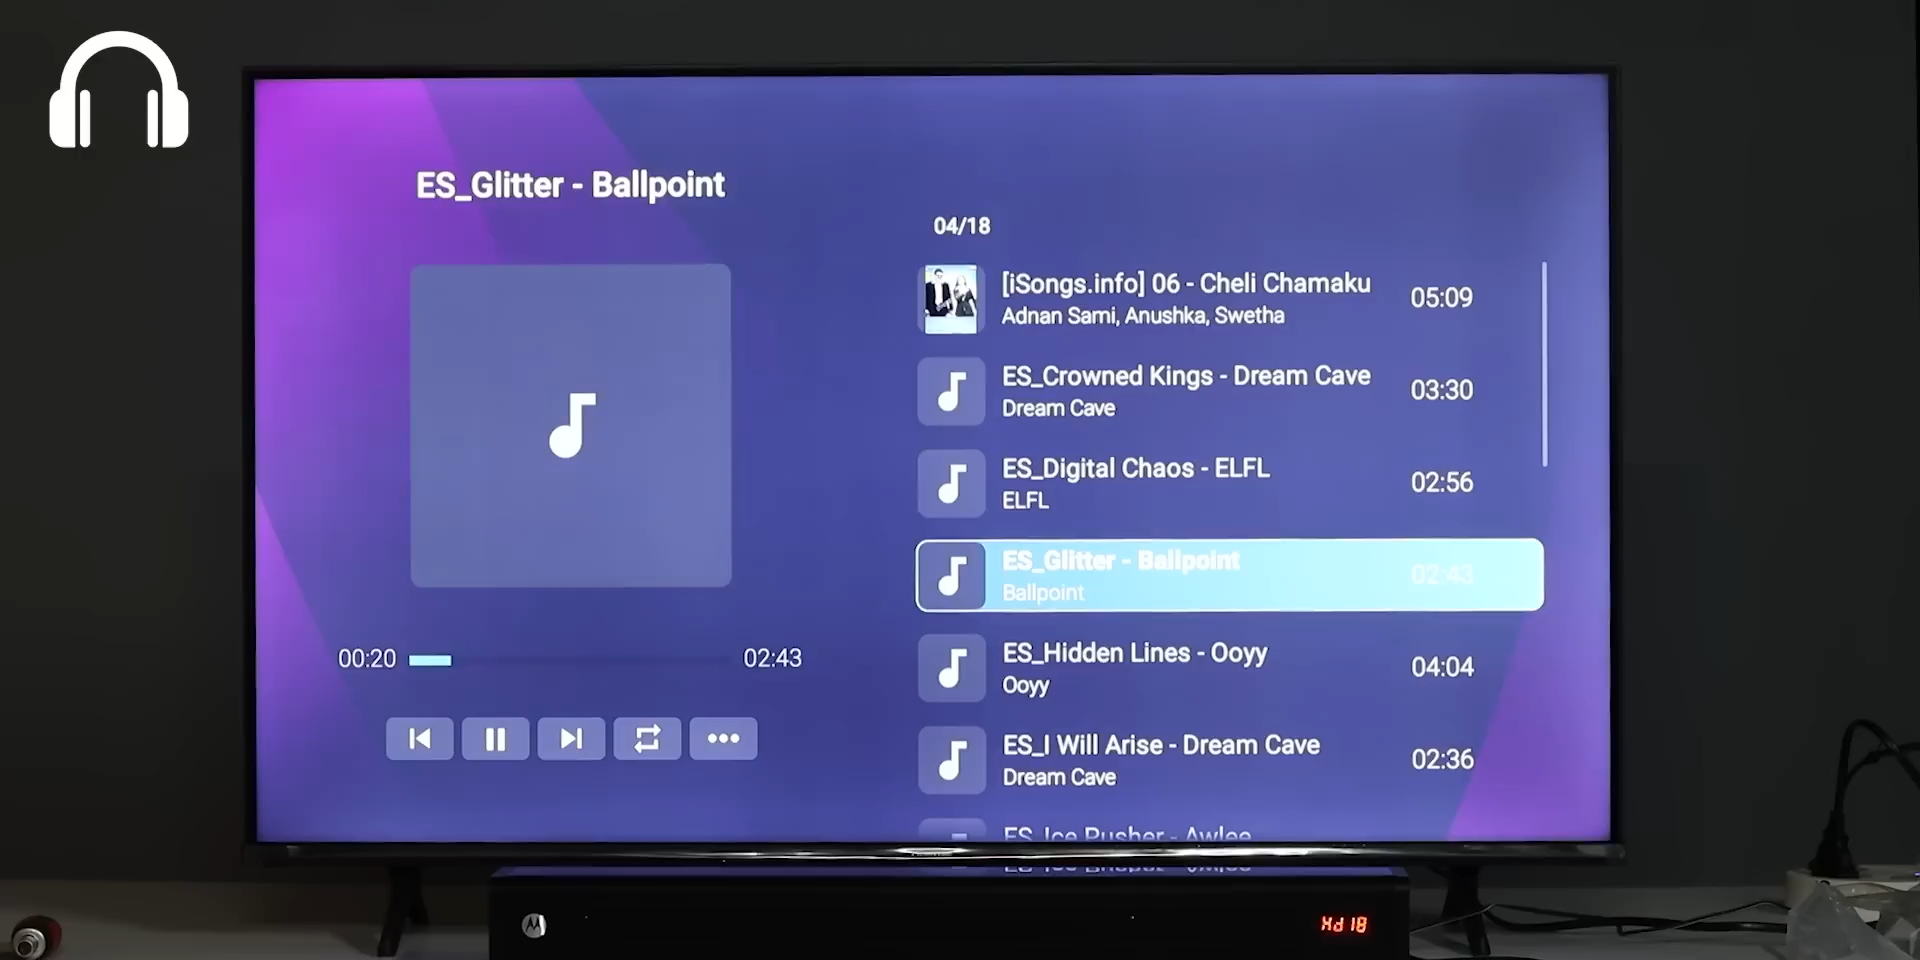 ES_Glitter - Ballpoint
00:20
02:43
04/18
[iSongs.info] 06 - Cheli Chamaku
Adnan Sami, Anushka, Swetha
05:09
ES_Crowned Kings - Dream Cave
Dream Cave
03:30
ES_Digital Chaos - ELFL
ELFL
02:56
ES_Glitter - Ballpoint
Ballpoint
02:43
ES_Hidden Lines - Ooyy
Ooyy
04:04
ES_I Will Arise - Dream Cave
Dream Cave
02:36
ES_Ice Pusher - Awlee